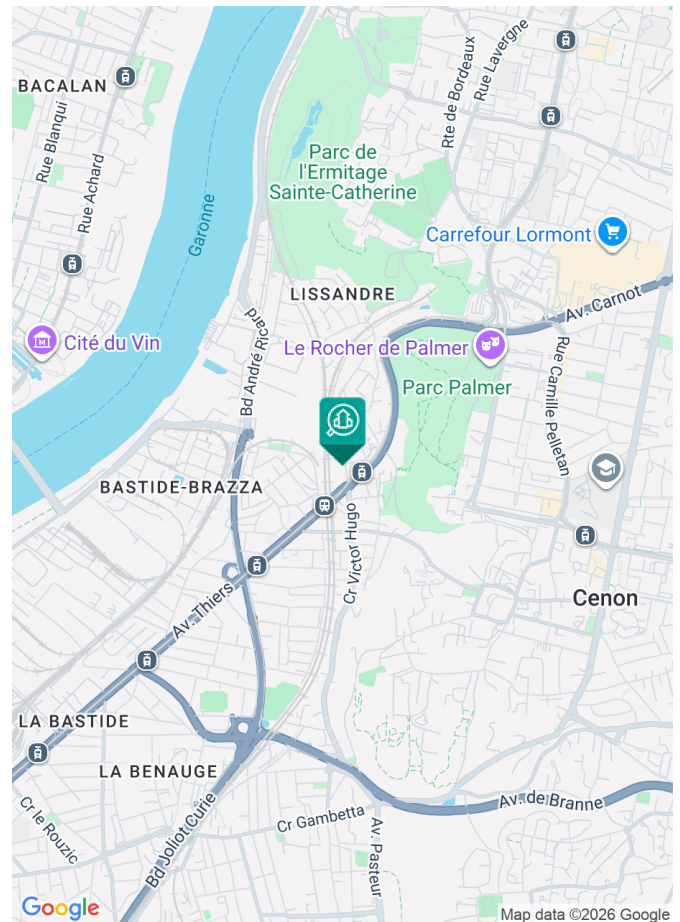 BACALAN
Rue Blanqui
Rue Achard
Garonne
Rte de Bordeaux
Rue Lavergne
Parc de
l'Ermitage
Sainte-Catherine
Carrefour Lormont
LISSANDRE
Av. Carnot
Cité du Vin
Bd André Ricard
Le Rocher de Palmer
Parc Palmer
Rue Camille Pelletan
BASTIDE-BRAZZA
Cr Victor Hugo
Av. Thiers
Cenon
LA BASTIDE
LA BENAUGE
Av. de Branne
Cr le Rouzic
Bd Joliot Curie
Cr Gambetta
Av. Pasteur
Google
Map data ©2026 Google